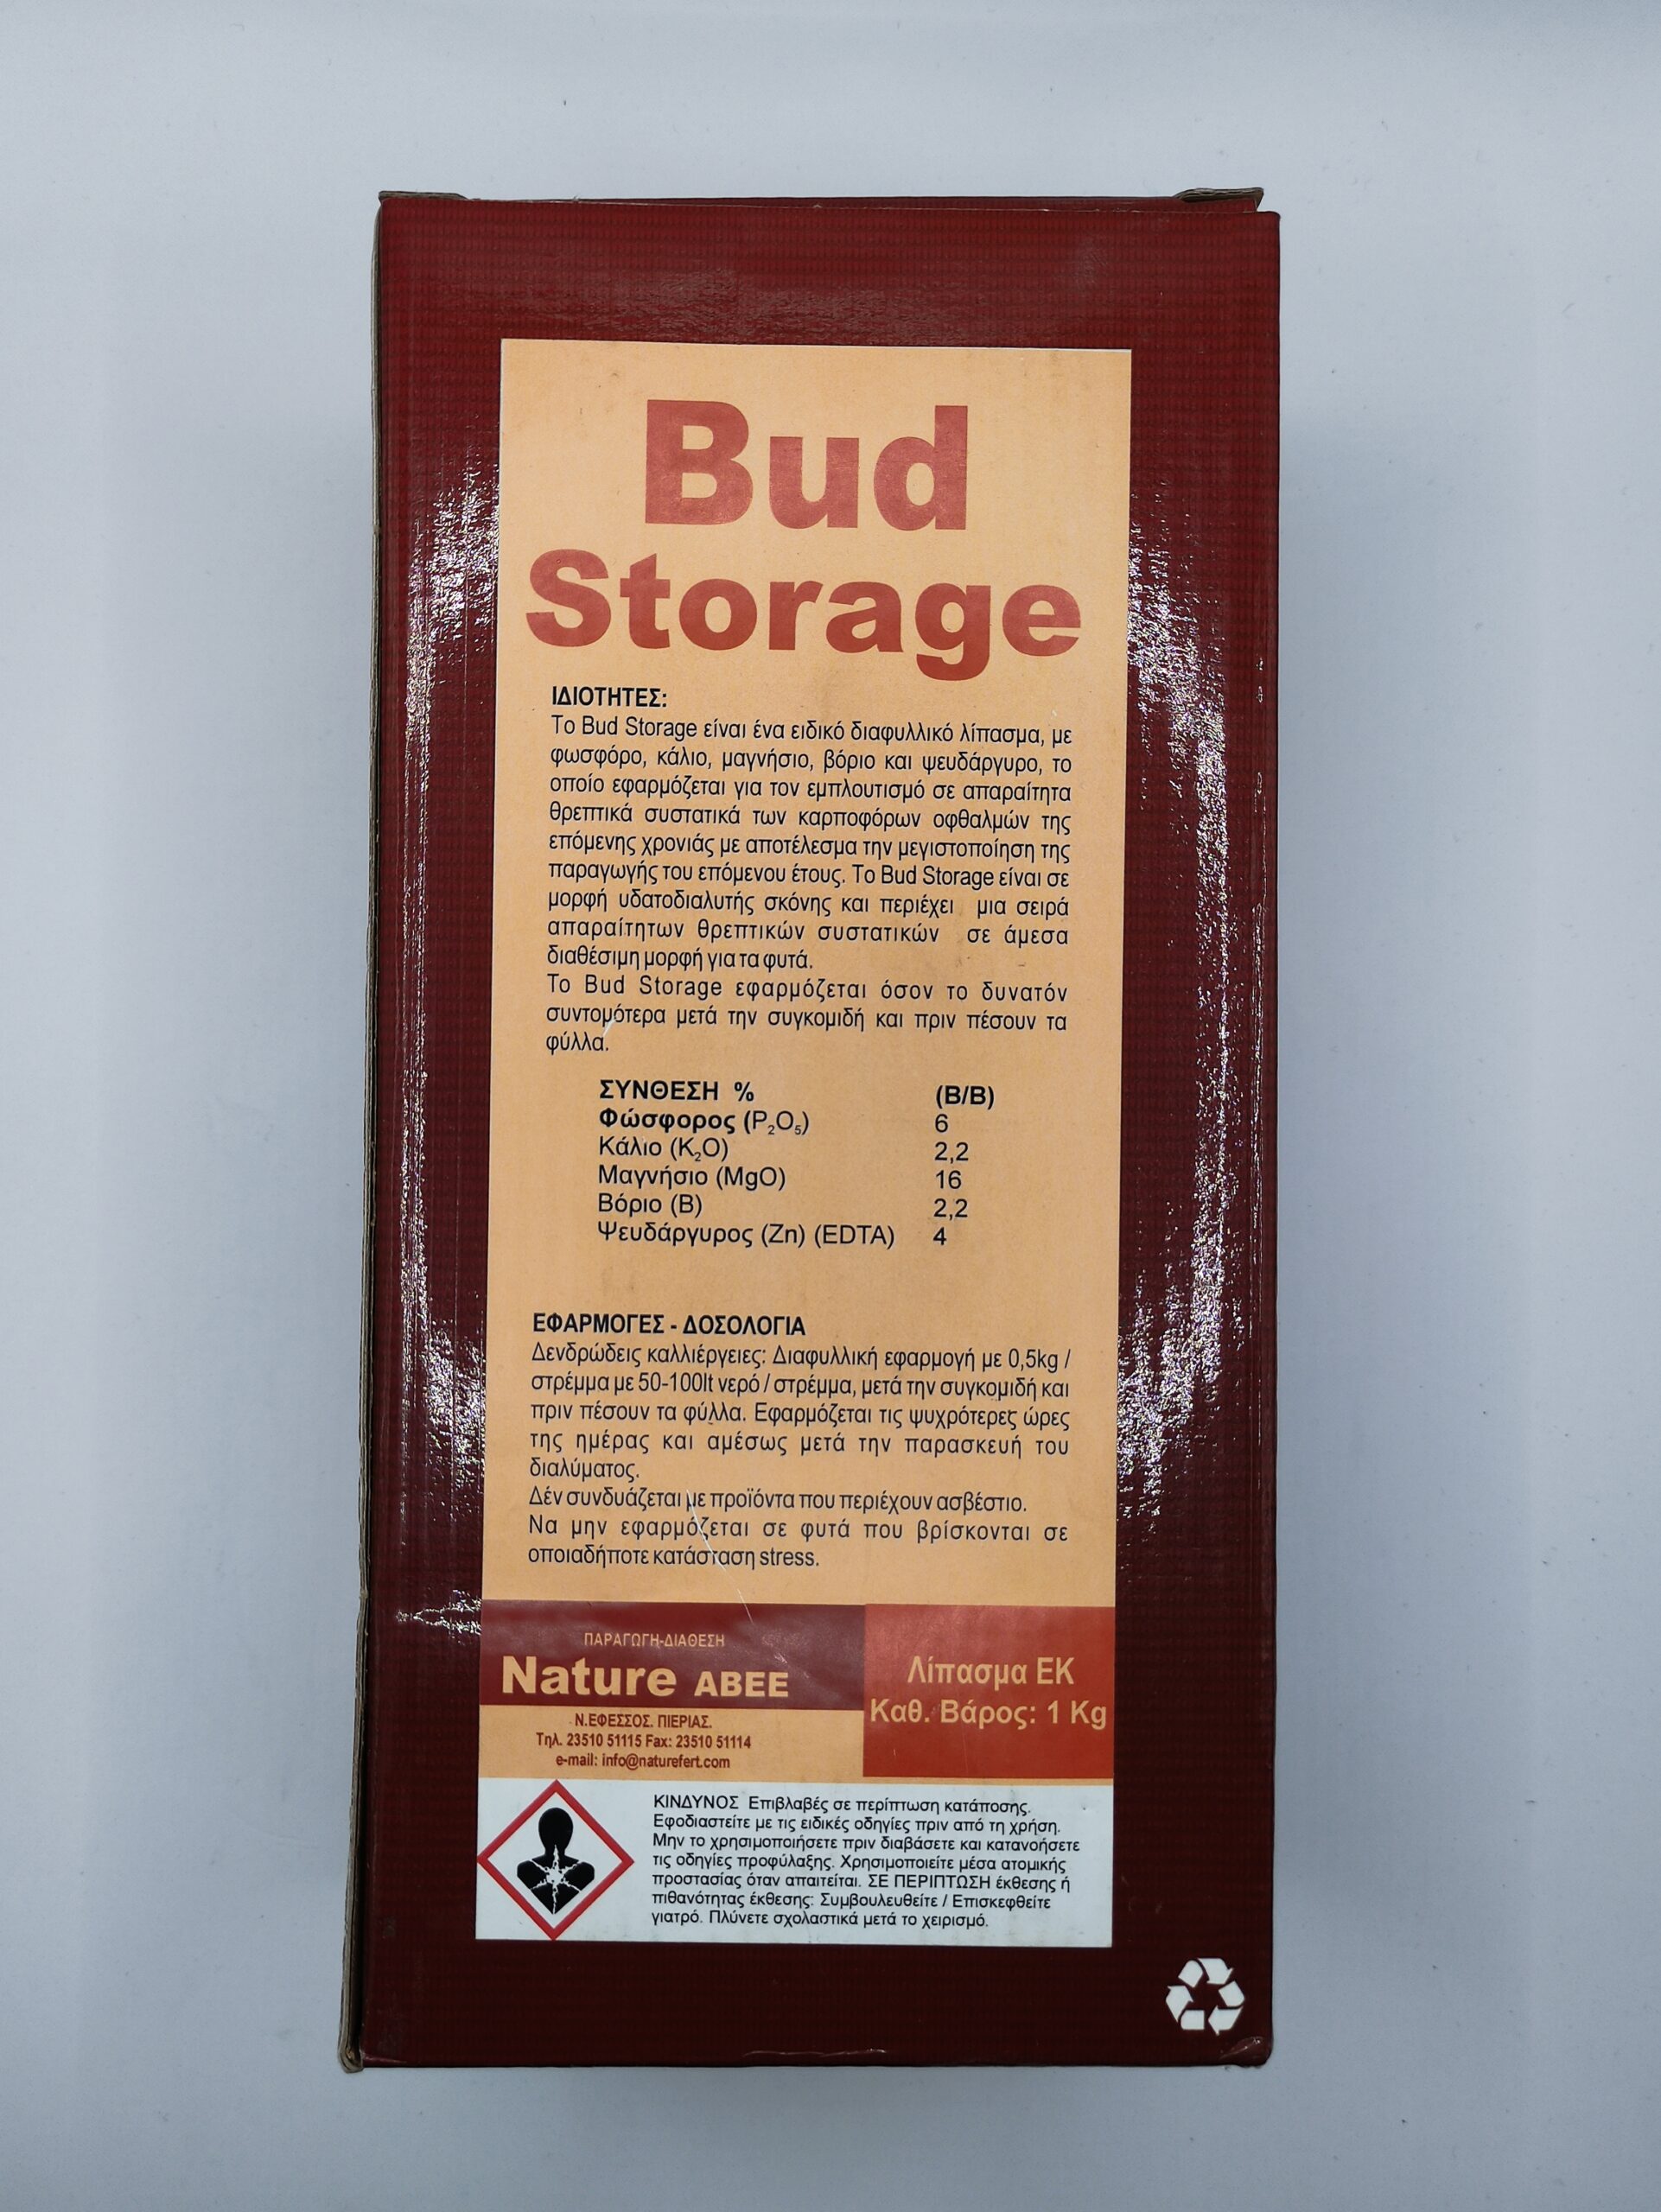 Bud
Storage
ΙΔΙΟΤΗΤΕΣ:
Το Bud Storage είναι ένα ειδικό διαφυλλικό λίπασμα, με
φωσφόρο, κάλιο, μαγνήσιο, βόριο και ψευδάργυρο, το
οποίο εφαρμόζεται για τον εμπλουτισμό σε απαραίτητα
θρεπτικά συστατικά των καρποφόρων οφθαλμών της
επόμενης χρονιάς με αποτέλεσμα την μεγιστοποίηση της
παραγωγής του επόμενου έτους. Το Bud Storage είναι σε
μορφή υδατοδιαλυτής σκόνης και περιέχει μια σειρά
απαραίτητων θρεπτικών συστατικών σε άμεσα
διαθέσιμη μορφή για τα φυτά.
Το Bud Storage εφαρμόζεται όσον το δυνατόν
συντομότερα μετά την συγκομιδή και πριν πέσουν τα
φύλλα.
ΣΥΝΘΕΣΗ % (Β/Β)
Φώσφορος (P₂O₅) 6
Κάλιο (K₂O) 2,2
Μαγνήσιο (MgO) 16
Βόριο (B) 2,2
Ψευδάργυρος (Zn) (EDTA) 4
ΕΦΑΡΜΟΓΕΣ - ΔΟΣΟΛΟΓΙΑ
Δενδρώδεις καλλιέργειες: Διαφυλλική εφαρμογή με 0,5kg /
στρέμμα με 50-100lt νερό / στρέμμα, μετά την συγκομιδή και
πριν πέσουν τα φύλλα. Εφαρμόζεται τις ψυχρότερες ώρες
της ημέρας και αμέσως μετά την παρασκευή του
διαλύματος.
Δέν συνδυάζεται με προϊόντα που περιέχουν ασβέστιο.
Να μην εφαρμόζεται σε φυτά που βρίσκονται σε
οποιαδήποτε κατάσταση stress.
ΠΑΡΑΓΩΓΗ-ΔΙΑΘΕΣΗ
Nature ΑΒΕΕ
Ν.ΕΦΕΣΣΟΣ. ΠΙΕΡΙΑΣ.
Τηλ. 23510 51115 Fax: 23510 51114
e-mail: info@naturefert.com
Λίπασμα ΕΚ
Καθ. Βάρος: 1 Kg
ΚΙΝΔΥΝΟΣ Επιβλαβές σε περίπτωση κατάποσης.
Εφοδιαστείτε με τις ειδικές οδηγίες πριν από τη χρήση.
Μην το χρησιμοποιήσετε πριν διαβάσετε και κατανοήσετε
τις οδηγίες προφύλαξης. Χρησιμοποιείτε μέσα ατομικής
προστασίας όταν απαιτείται. ΣΕ ΠΕΡΙΠΤΩΣΗ έκθεσης ή
πιθανότητας έκθεσης: Συμβουλευθείτε / Επισκεφθείτε
γιατρό. Πλύνετε σχολαστικά μετά το χειρισμό.